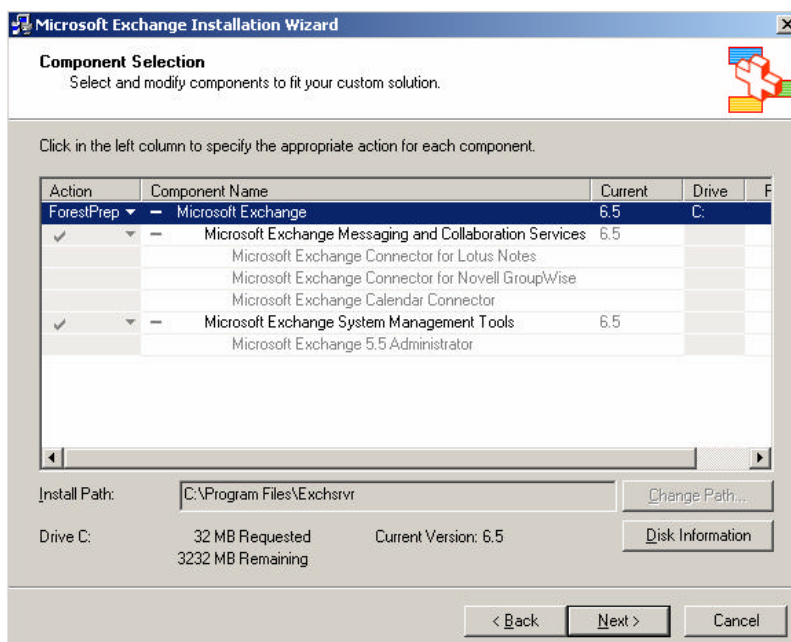 Microsoft Exchange Installation Wizard
Component Selection
Select and modify components to fit your custom solution.
Click in the left column to specify the appropriate action for each component.
Action Component Name Current Drive F
ForestPrep Microsoft Exchange 6.5 C:
Microsoft Exchange Messaging and Collaboration Services 6.5
Microsoft Exchange Connector for Lotus Notes
Microsoft Exchange Connector for Novell GroupWise
Microsoft Exchange Calendar Connector
Microsoft Exchange System Management Tools 6.5
Microsoft Exchange 5.5 Administrator
Install Path: C:\Program Files\Exchsrvr Change Path...
Drive C: 32 MB Requested Current Version: 6.5 Disk Information
3232 MB Remaining
< Back Next > Cancel